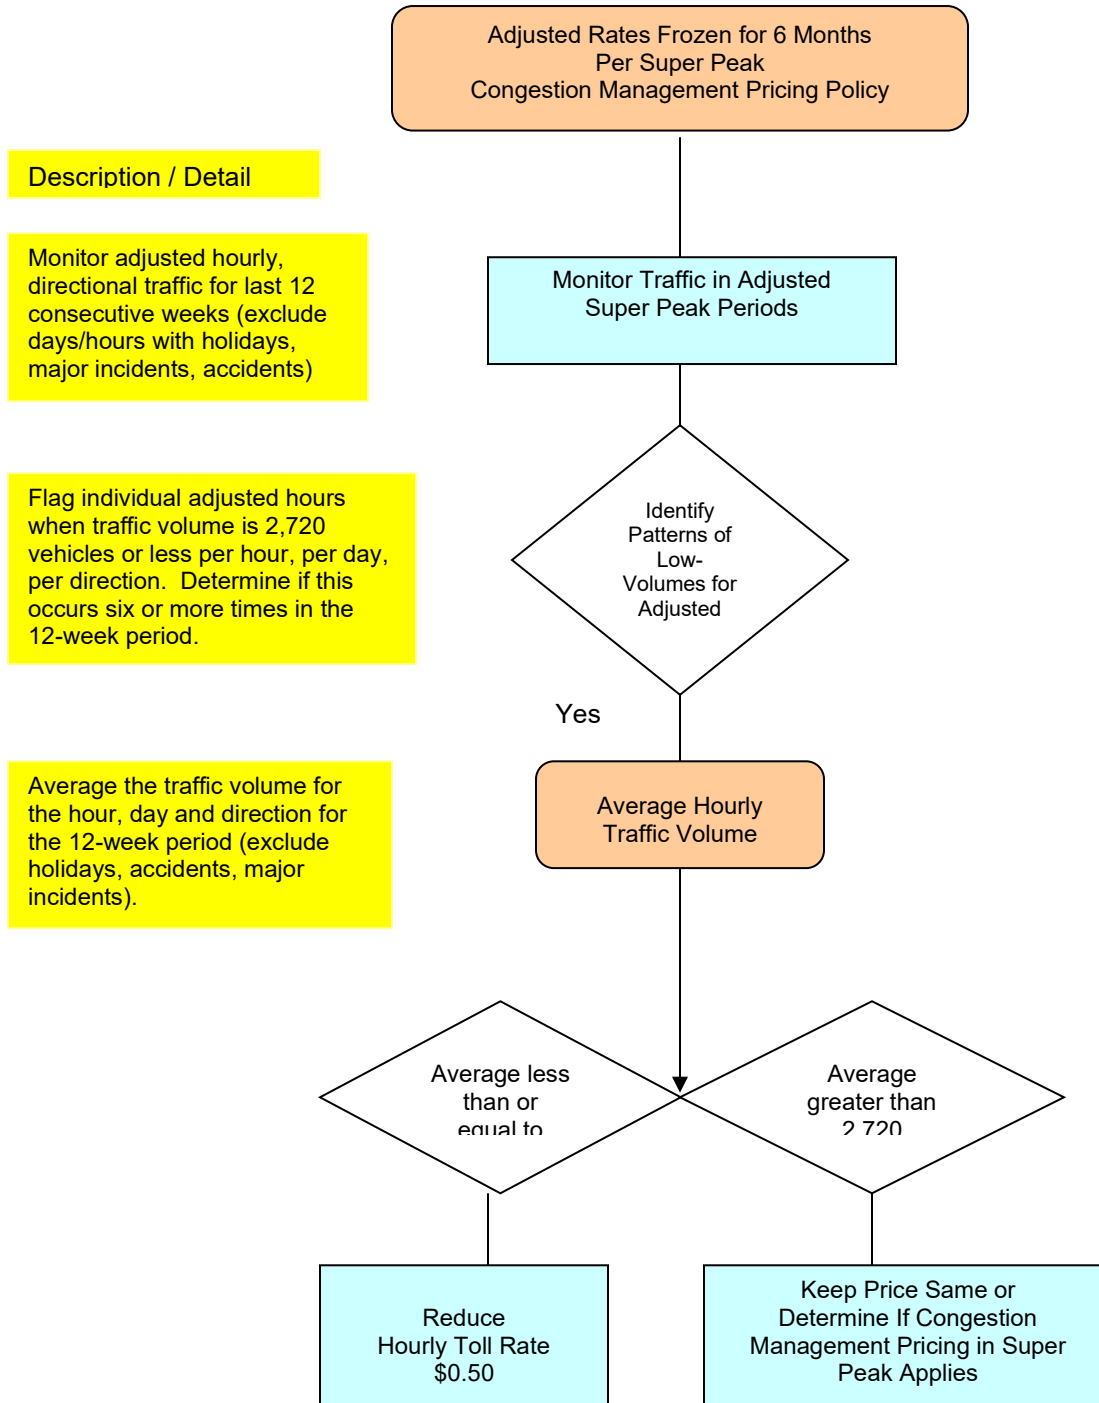 Adjusted Rates Frozen for 6 Months
Per Super Peak
Congestion Management Pricing Policy
Description / Detail
Monitor adjusted hourly,
directional traffic for last 12
consecutive weeks (exclude
days/hours with holidays,
major incidents, accidents)
Monitor Traffic in Adjusted
Super Peak Periods
Flag individual adjusted hours
when traffic volume is 2,720
vehicles or less per hour, per day,
per direction.  Determine if this
occurs six or more times in the
12-week period.
Identify
Patterns of
Low-
Volumes for
Adjusted
Yes
Average the traffic volume for
the hour, day and direction for
the 12-week period (exclude
holidays, accidents, major
incidents).
Average Hourly
Traffic Volume
Average less
than or
equal to
Average
greater than
2,720
Reduce
Hourly Toll Rate
$0.50
Keep Price Same or
Determine If Congestion
Management Pricing in Super
Peak Applies